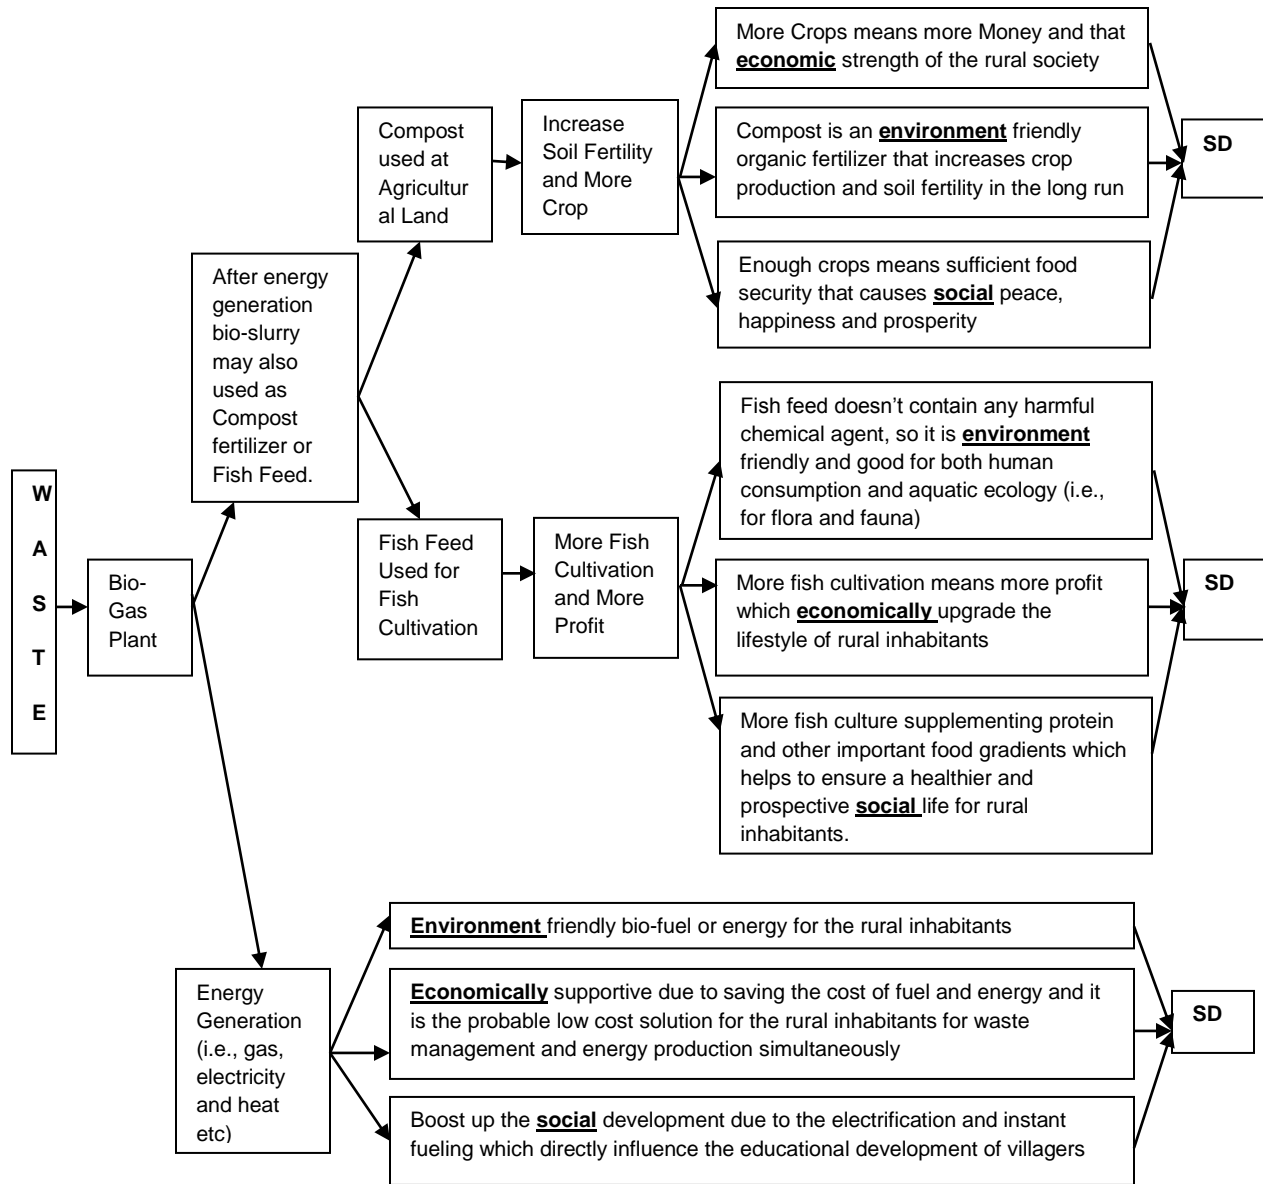 W
A
S
T
E
Bio-
Gas
Plant
After energy
generation
bio-slurry
may also
used as
Compost
fertilizer or
Fish Feed.
Compost
used at
Agricultur
al Land
Increase
Soil Fertility
and More
Crop
More Crops means more Money and that
economic strength of the rural society
Compost is an environment friendly
organic fertilizer that increases crop
production and soil fertility in the long run
Enough crops means sufficient food
security that causes social peace,
happiness and prosperity
SD
Fish Feed
Used for
Fish
Cultivation
More Fish
Cultivation
and More
Profit
Fish feed doesn’t contain any harmful
chemical agent, so it is environment
friendly and good for both human
consumption and aquatic ecology (i.e.,
for flora and fauna)
More fish cultivation means more profit
which economically upgrade the
lifestyle of rural inhabitants
More fish culture supplementing protein
and other important food gradients which
helps to ensure a healthier and
prospective social life for rural
inhabitants.
SD
Energy
Generation
(i.e., gas,
electricity
and heat
etc)
Environment friendly bio-fuel or energy for the rural inhabitants
Economically supportive due to saving the cost of fuel and energy and it
is the probable low cost solution for the rural inhabitants for waste
management and energy production simultaneously
Boost up the social development due to the electrification and instant
fueling which directly influence the educational development of villagers
SD